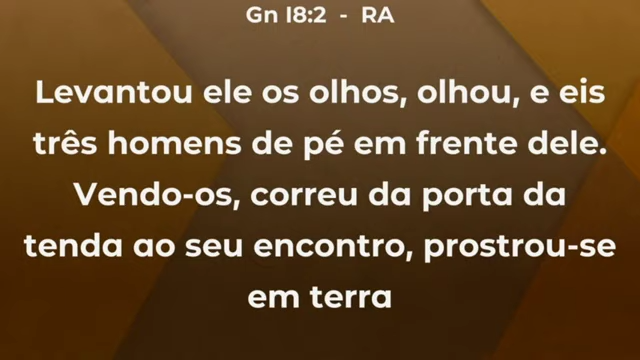 Gn 18:2 - RA
Levantou ele os olhos, olhou, e eis
três homens de pé em frente dele.
Vendo-os, correu da porta da
tenda ao seu encontro, prostrou-se
em terra